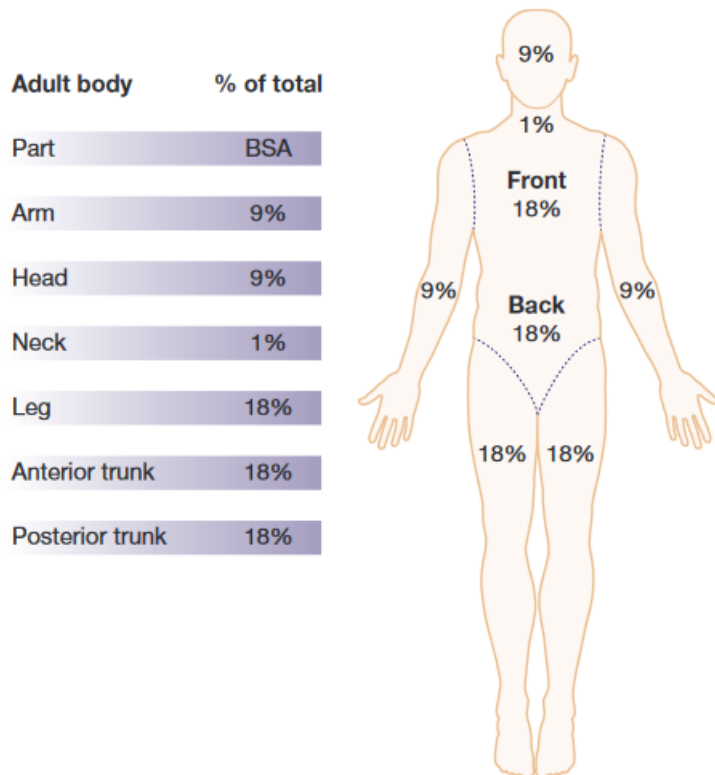 Adult body % of total
Part BSA
Arm 9%
Head 9%
Neck 1%
Leg 18%
Anterior trunk 18%
Posterior trunk 18%
9%
1%
Front
18%
9%
9%
Back
18%
18%
18%